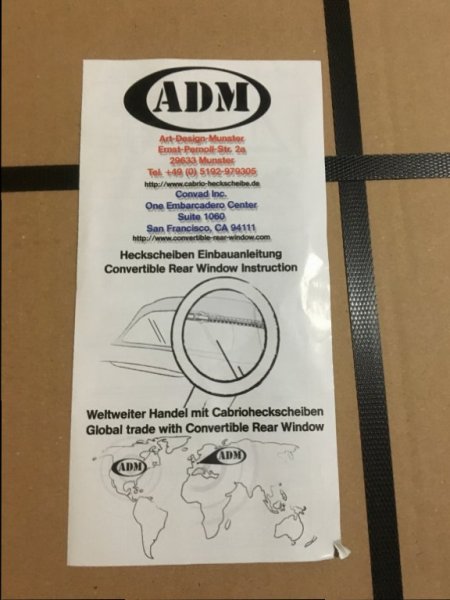 ADM
Art-Design-Munster
Ernst-Pernoll-Str. 2a
29633 Munster
Tel. +49 (0) 5192-979305
http://www.cabrio-heckscheibe.de
Convad Inc.
One Embarcadero Center
Suite 1060
San Francisco, CA 94111
http://www.convertible-rear-window.com
Heckscheiben Einbauanleitung
Convertible Rear Window Instruction
Weltweiter Handel mit Cabrioheckscheiben
Global trade with Convertible Rear Window
ADM
ADM